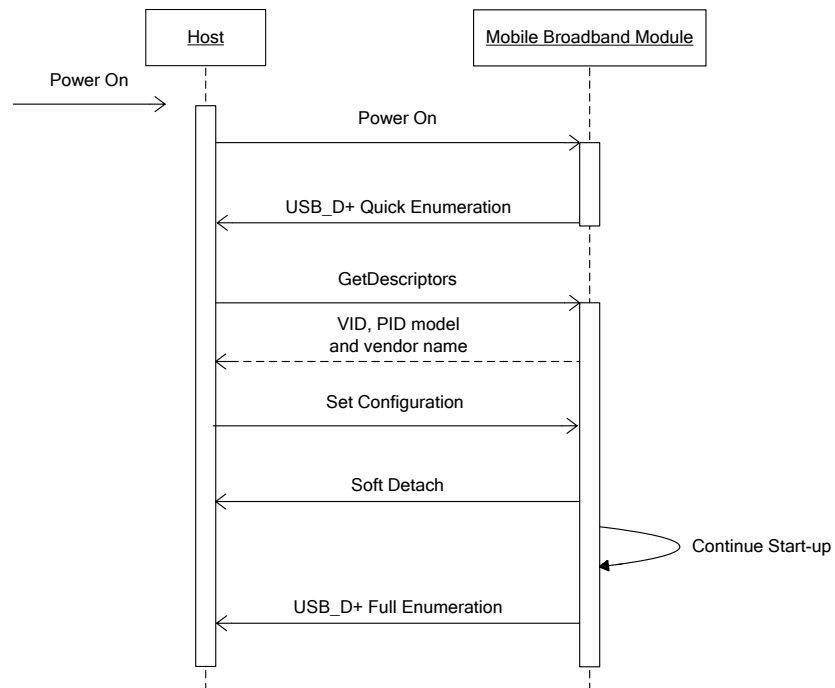 Host
Mobile Broadband Module
Power On
Power On
USB_D+ Quick Enumeration
GetDescriptors
VID, PID model
and vendor name
Set Configuration
Soft Detach
Continue Start-up
USB_D+ Full Enumeration